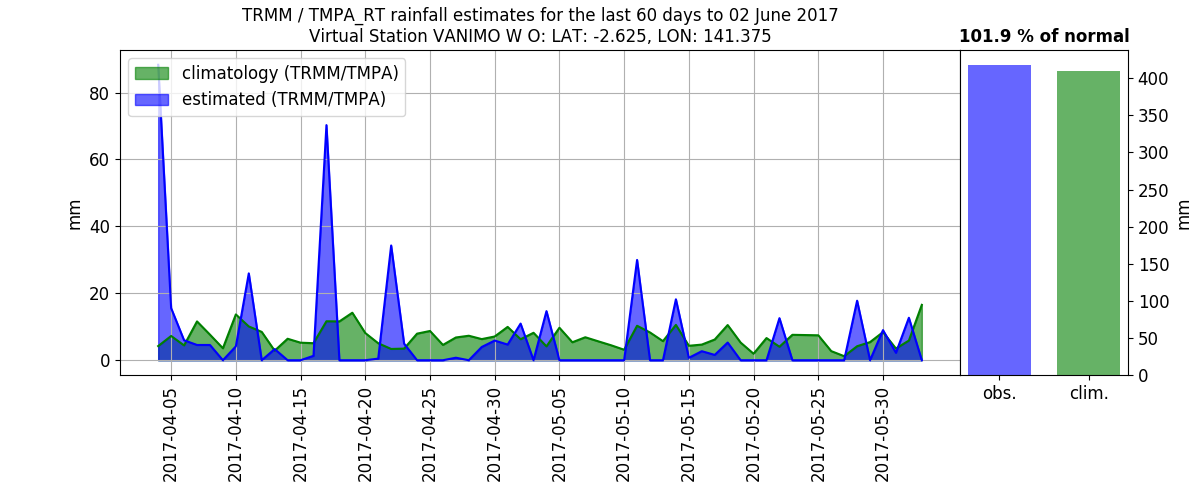 TRMM / TMPA_RT rainfall estimates for the last 60 days to 02 June 2017
Virtual Station VANIMO W O: LAT: -2.625, LON: 141.375
101.9 % of normal
climatology (TRMM/TMPA)
estimated (TRMM/TMPA)
mm
80
60
40
20
0
2017-04-05
2017-04-10
2017-04-15
2017-04-20
2017-04-25
2017-04-30
2017-05-05
2017-05-10
2017-05-15
2017-05-20
2017-05-25
2017-05-30
400
350
300
250
200
150
100
50
0
mm
obs.
clim.